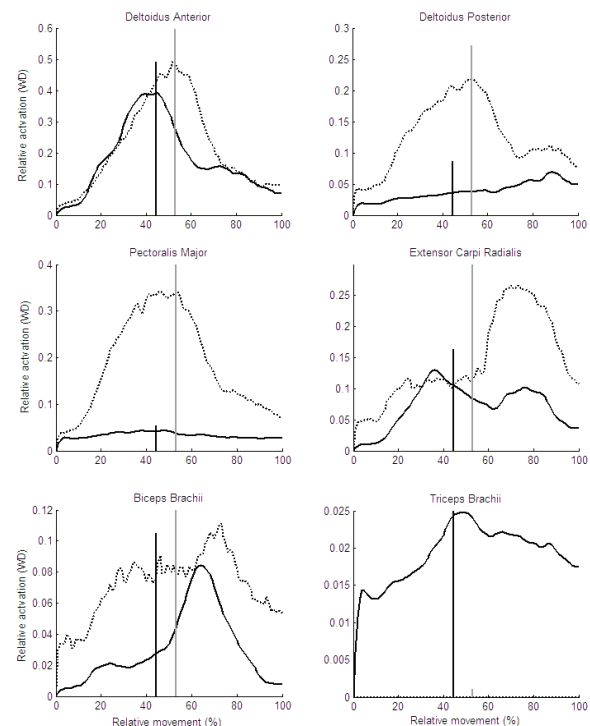 Deltoidus Anterior
Relative actvation (WD)
0.6
0.5
0.4
0.3
0.2
0.1
0
0 20 40 60 80 100
Deltoidus Posterior
0.3
0.25
0.2
0.15
0.1
0.05
0
0 20 40 60 80 100
Pectoralis Major
Relative actvation (WD)
0.4
0.3
0.2
0.1
0
0 20 40 60 80 100
Extensor Carpi Radialis
0.25
0.2
0.15
0.1
0.05
0
0 20 40 60 80 100
Biceps Brachii
Relative activation (WD)
0.12
0.1
0.08
0.06
0.04
0.02
0
0 20 40 60 80 100
Relative movement (%)
Triceps Brachii
0.025
0.02
0.015
0.01
0.005
0
0 20 40 60 80 100
Relative movement (%)